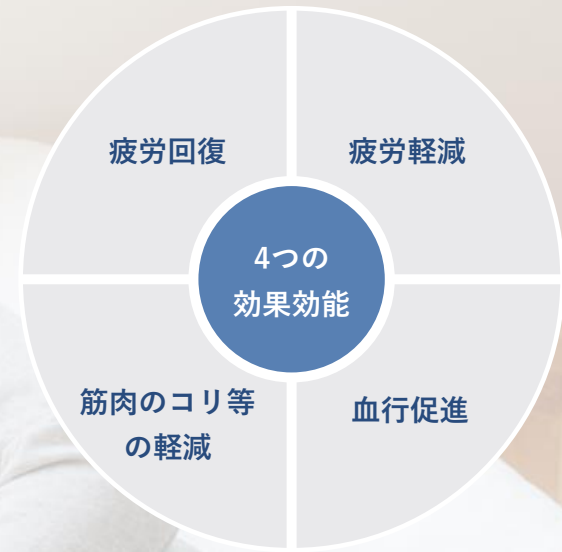 疲労回復
疲労軽減
4つの
効果効能
筋肉のコリ等
の軽減
血行促進